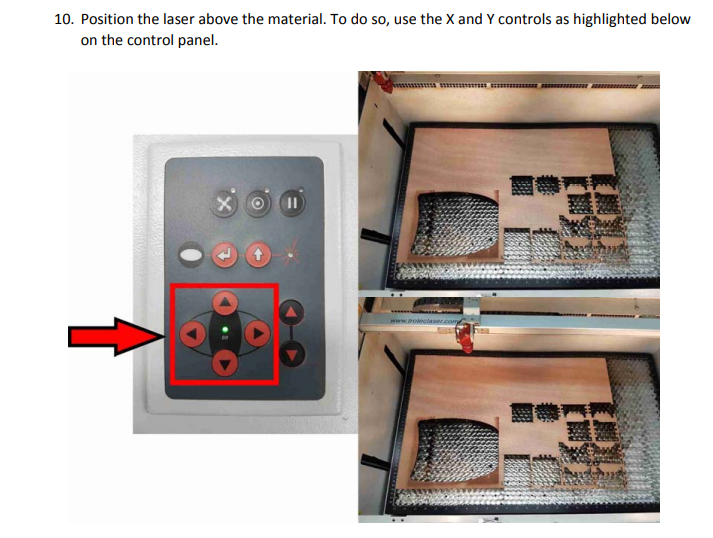 10. Position the laser above the material. To do so, use the X and Y controls as highlighted below
on the control panel.
www.troteclaser.com